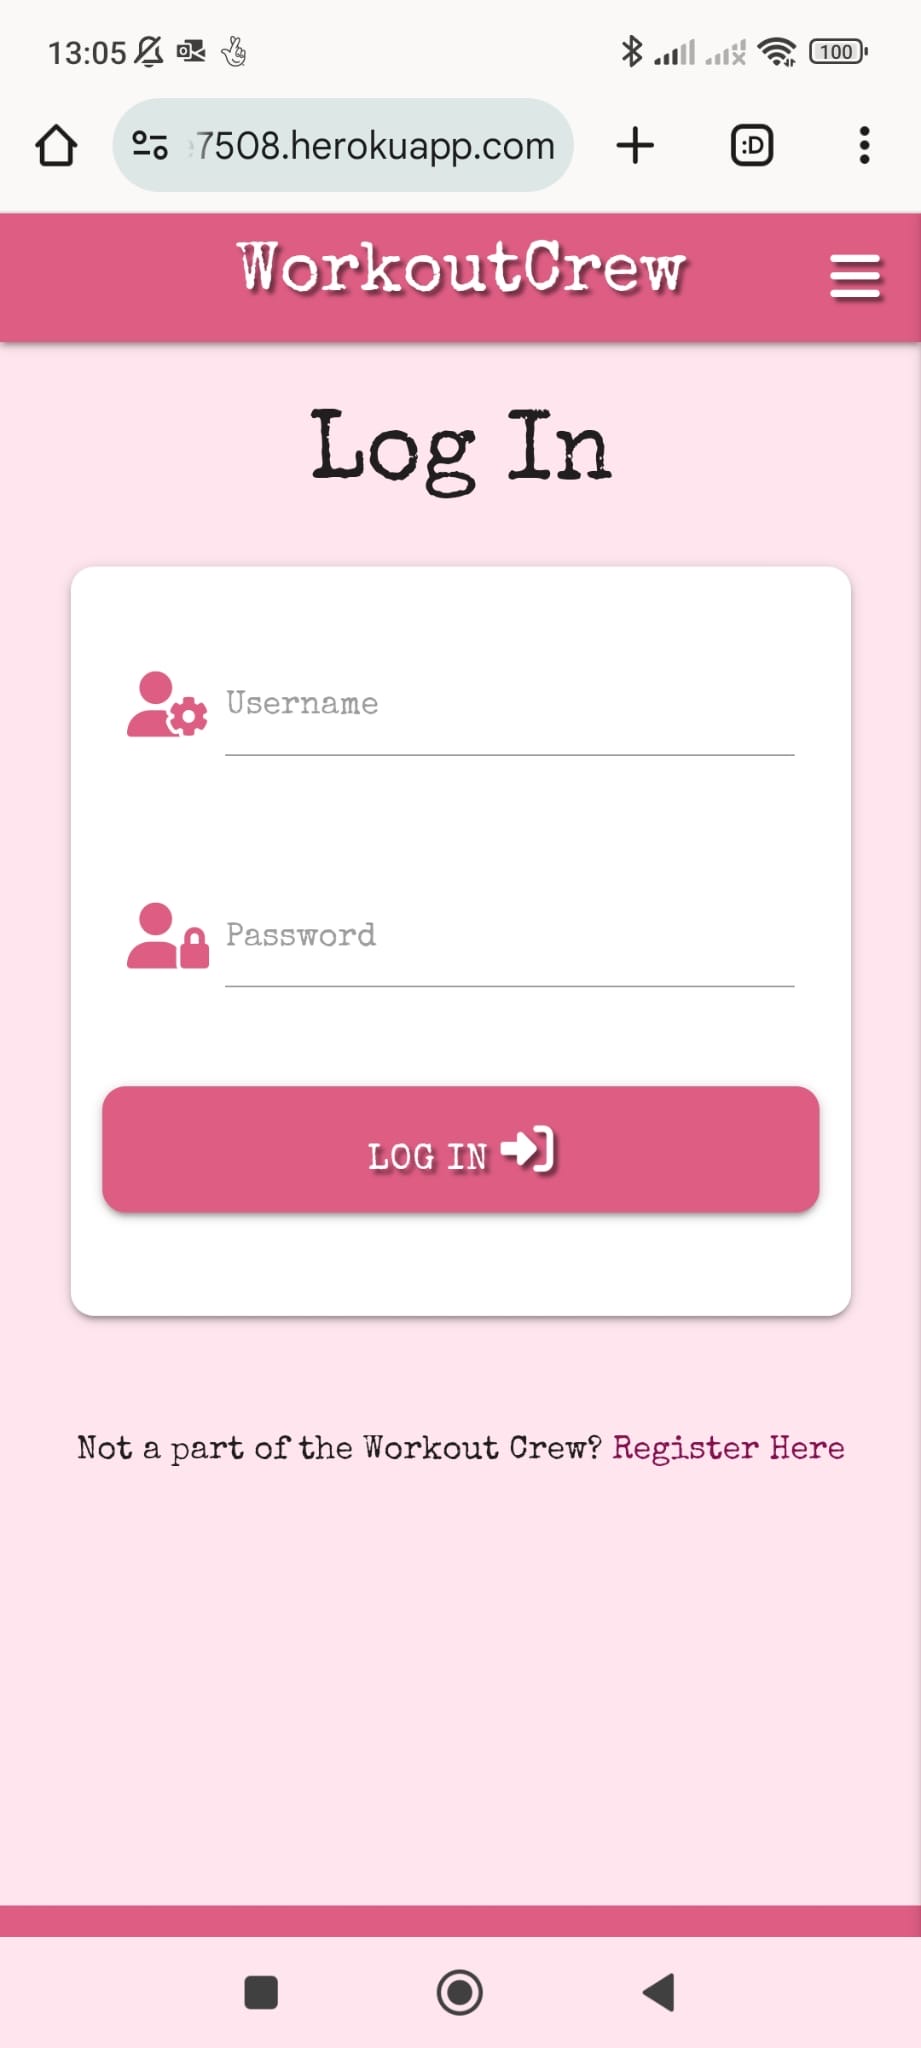 13:05
100
7508.herokuapp.com
:D
WorkoutCrew
Log In
Username
Password
LOG IN
Not a part of the Workout Crew? Register Here